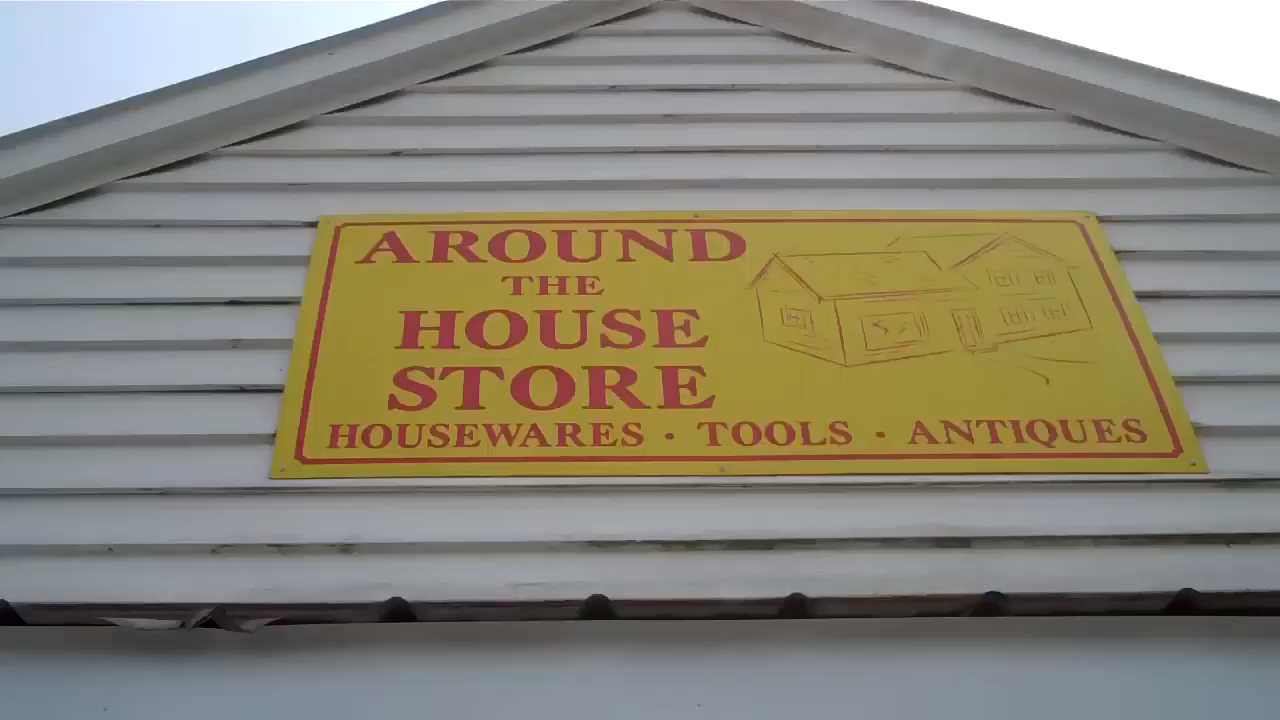 AROUND
THE
HOUSE
STORE
HOUSEWARES · TOOLS · ANTIQUES